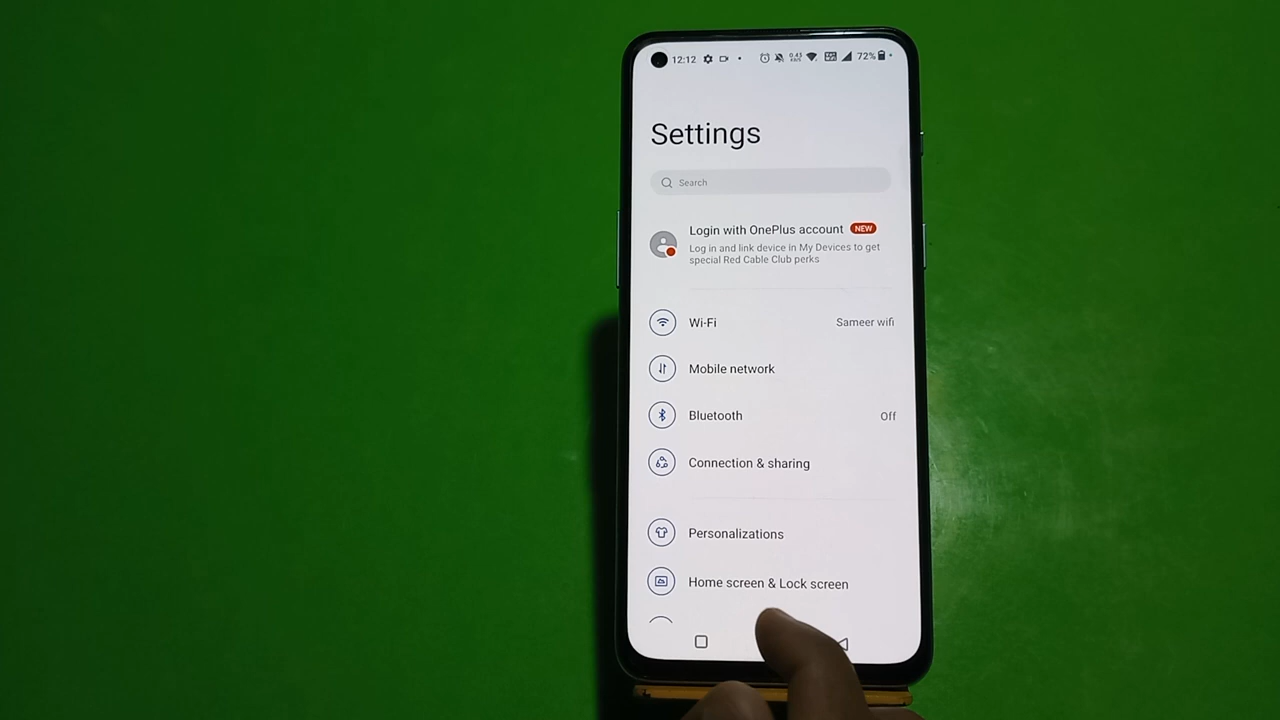 12:12 0.43 72%
Settings
Search
Login with OnePlus account NEW
Log in and link device in My Devices to get
special Red Cable Club perks
Wi-Fi Sameer wifi
Mobile network
Bluetooth Off
Connection & sharing
Personalizations
Home screen & Lock screen